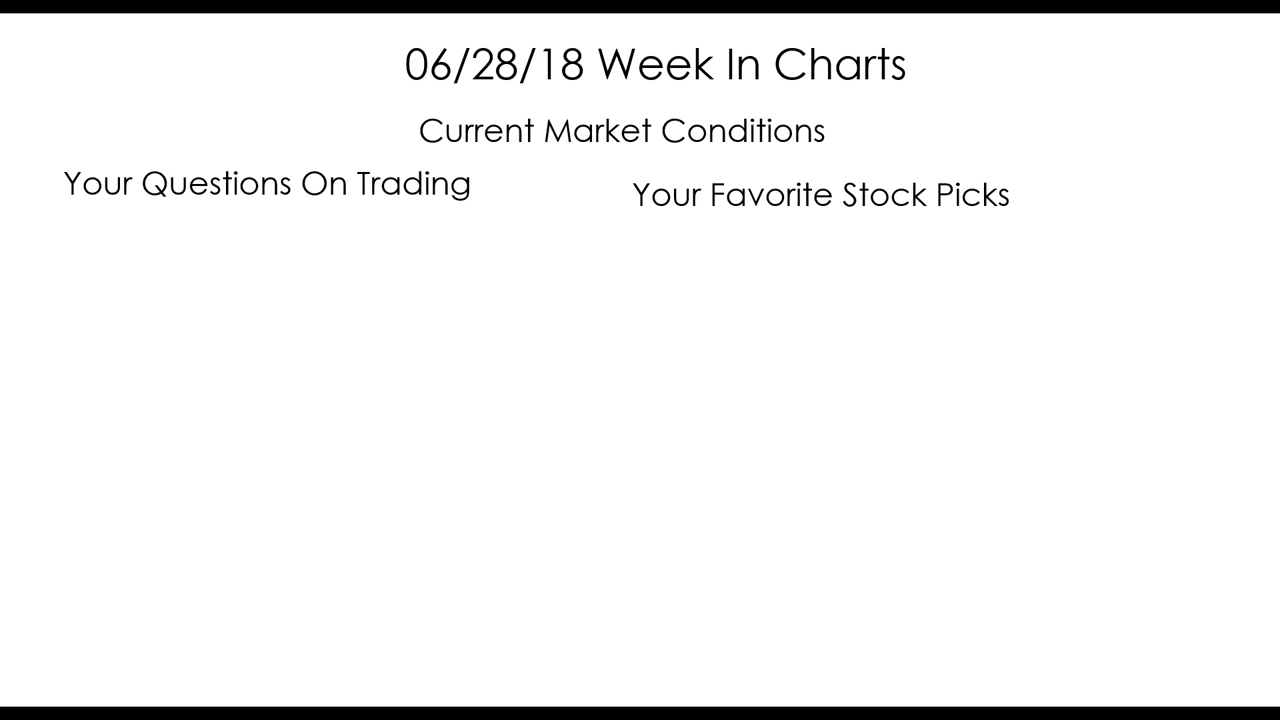 06/28/18 Week In Charts
Current Market Conditions
Your Questions On Trading
Your Favorite Stock Picks